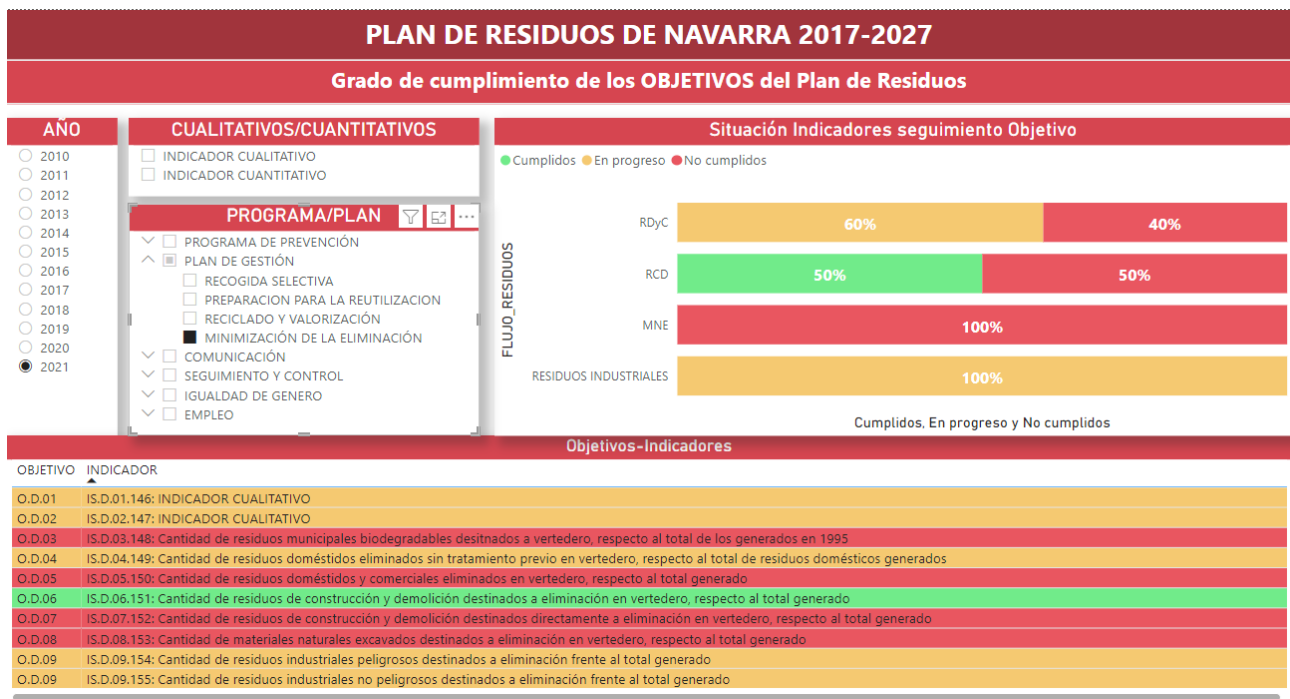 PLAN DE RESIDUOS DE NAVARRA 2017-2027
Grado de cumplimiento de los OBJETIVOS del Plan de Residuos
AÑO
2010
2011
2012
2013
2014
2015
2016
2017
2018
2019
2020
2021
CUALITATIVOS/CUANTITATIVOS
INDICADOR CUALITATIVO
INDICADOR CUANTITATIVO
PROGRAMA/PLAN
PROGRAMA DE PREVENCIÓN
PLAN DE GESTIÓN
RECOGIDA SELECTIVA
PREPARACION PARA LA REUTILIZACION
RECICLADO Y VALORIZACIÓN
MINIMIZACIÓN DE LA ELIMINACIÓN
COMUNICACIÓN
SEGUIMIENTO Y CONTROL
IGUALDAD DE GENERO
EMPLEO
Situación Indicadores seguimiento Objetivo
Cumplidos En progreso No cumplidos
FLUJO_RESIDUOS
RDyC 60% 40%
RCD 50% 50%
MNE 100%
RESIDUOS INDUSTRIALES 100%
Cumplidos, En progreso y No cumplidos
Objetivos-Indicadores
OBJETIVO INDICADOR
O.D.01 IS.D.01.146: INDICADOR CUALITATIVO
O.D.02 IS.D.02.147: INDICADOR CUALITATIVO
O.D.03 IS.D.03.148: Cantidad de residuos municipales biodegradables desitnados a vertedero, respecto al total de los generados en 1995
O.D.04 IS.D.04.149: Cantidad de residuos doméstidos eliminados sin tratamiento previo en vertedero, respecto al total de residuos domésticos generados
O.D.05 IS.D.05.150: Cantidad de residuos doméstidos y comerciales eliminados en vertedero, respecto al total generado
O.D.06 IS.D.06.151: Cantidad de residuos de construcción y demolición destinados a eliminación en vertedero, respecto al total generado
O.D.07 IS.D.07.152: Cantidad de residuos de construcción y demolición destinados directamente a eliminación en vertedero, respecto al total generado
O.D.08 IS.D.08.153: Cantidad de materiales naturales excavados destinados a eliminación en vertedero, respecto al total generado
O.D.09 IS.D.09.154: Cantidad de residuos industriales peligrosos destinados a eliminación frente al total generado
O.D.09 IS.D.09.155: Cantidad de residuos industriales no peligrosos destinados a eliminación frente al total generado